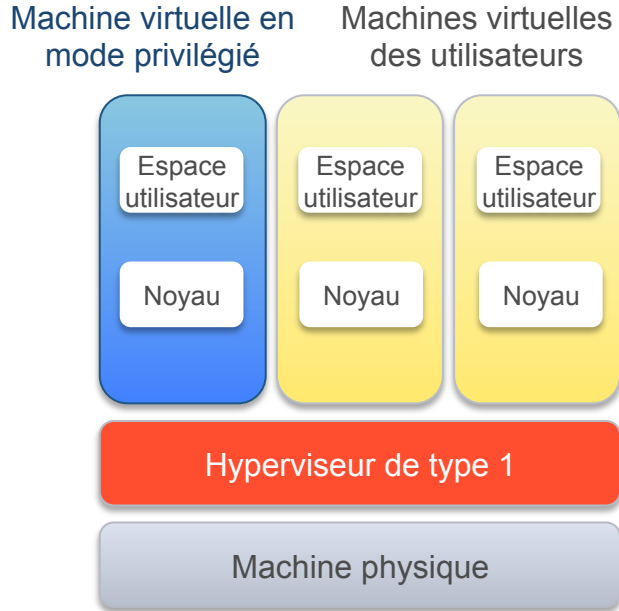 Machine virtuelle en
mode privilégié
Machines virtuelles
des utilisateurs
Espace
utilisateur
Espace
utilisateur
Espace
utilisateur
Noyau
Noyau
Noyau
Hyperviseur de type 1
Machine physique